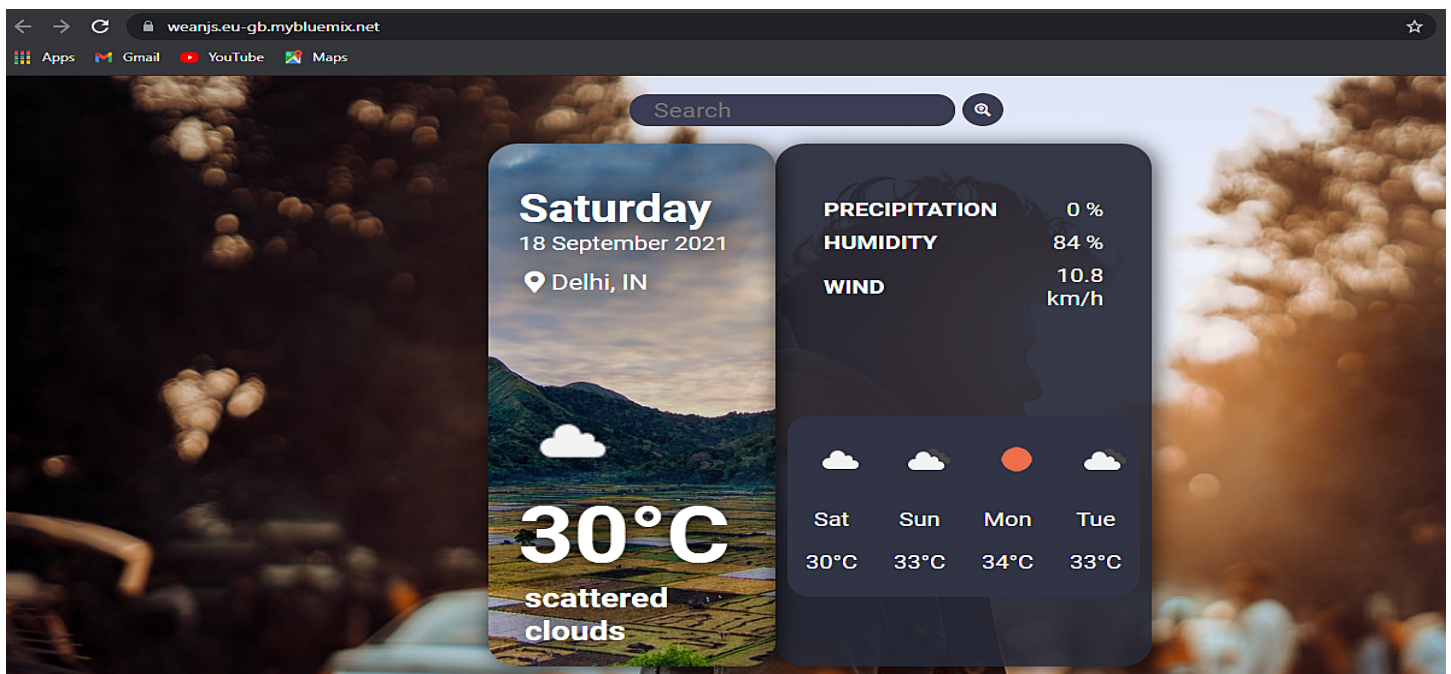 weanjs.eu-gb.mybluemix.net
Apps Gmail YouTube Maps
Search
Saturday
18 September 2021
Delhi, IN
30°C
scattered
clouds
PRECIPITATION 0 %
HUMIDITY 84 %
WIND 10.8
km/h
Sat Sun Mon Tue
30°C 33°C 34°C 33°C